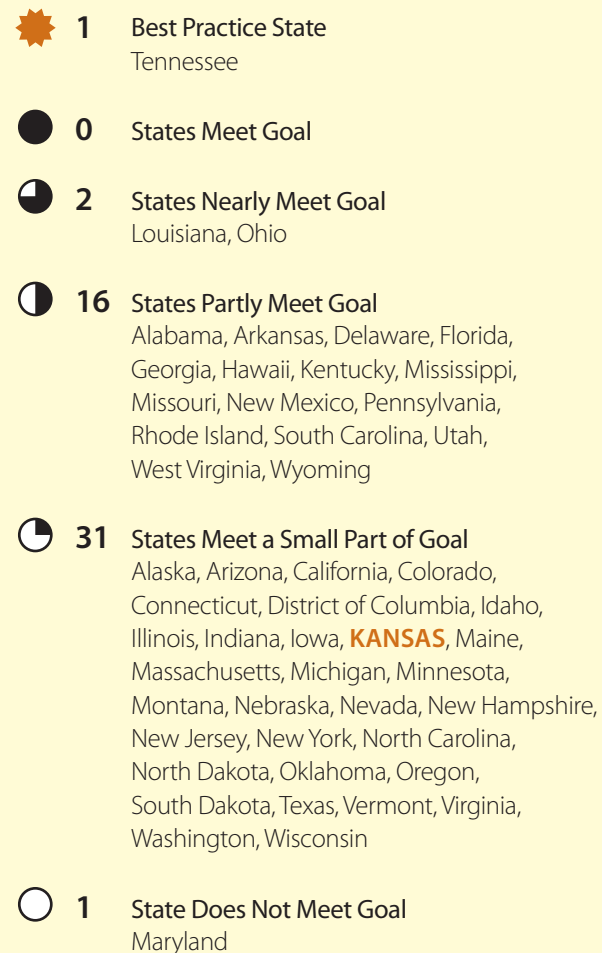 1 Best Practice State
Tennessee
0 States Meet Goal
2 States Nearly Meet Goal
Louisiana, Ohio
16 States Partly Meet Goal
Alabama, Arkansas, Delaware, Florida,
Georgia, Hawaii, Kentucky, Mississippi,
Missouri, New Mexico, Pennsylvania,
Rhode Island, South Carolina, Utah,
West Virginia, Wyoming
31 States Meet a Small Part of Goal
Alaska, Arizona, California, Colorado,
Connecticut, District of Columbia, Idaho,
Illinois, Indiana, Iowa, KANSAS, Maine,
Massachusetts, Michigan, Minnesota,
Montana, Nebraska, Nevada, New Hampshire,
New Jersey, New York, North Carolina,
North Dakota, Oklahoma, Oregon,
South Dakota, Texas, Vermont, Virginia,
Washington, Wisconsin
1 State Does Not Meet Goal
Maryland